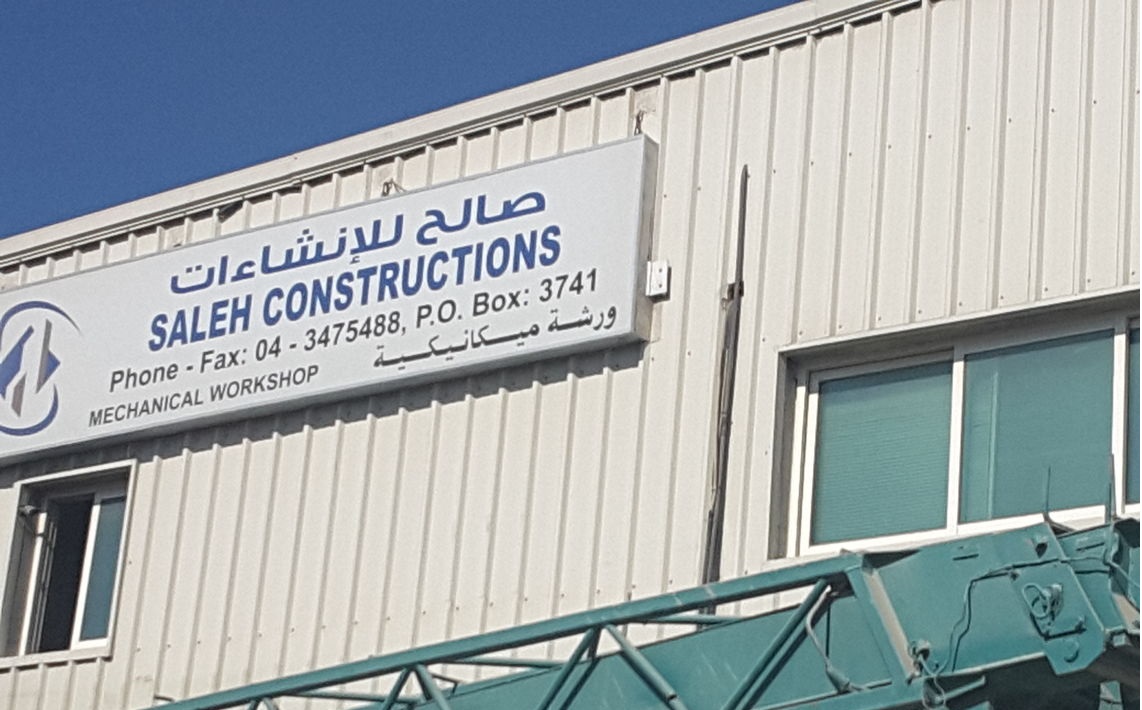 صالح للإنشاءات
SALEH CONSTRUCTIONS
Phone - Fax: 04 - 3475488, P.O. Box: 3741
MECHANICAL WORKSHOP ورشة ميكانيكية